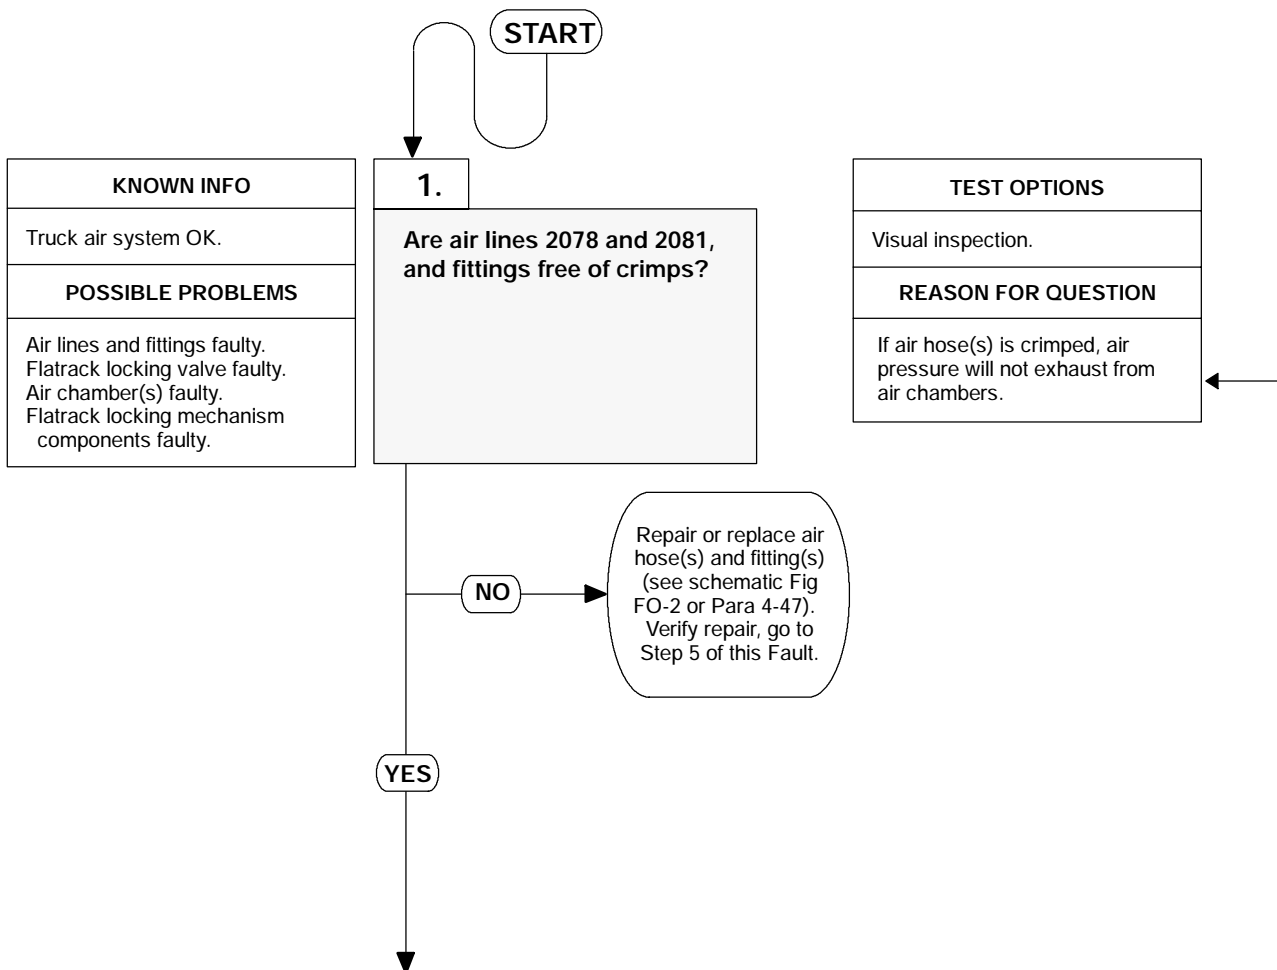 START
KNOWN INFO
Truck air system OK.
POSSIBLE PROBLEMS
Air lines and fittings faulty.
Flatrack locking valve faulty.
Air chamber(s) faulty.
Flatrack locking mechanism
components faulty.
1.
Are air lines 2078 and 2081,
and fittings free of crimps?
TEST OPTIONS
Visual inspection.
REASON FOR QUESTION
If air hose(s) is crimped, air
pressure will not exhaust from
air chambers.
NO
Repair or replace air
hose(s) and fitting(s)
(see schematic Fig
FO-2 or Para 4-47).
Verify repair, go to
Step 5 of this Fault.
YES